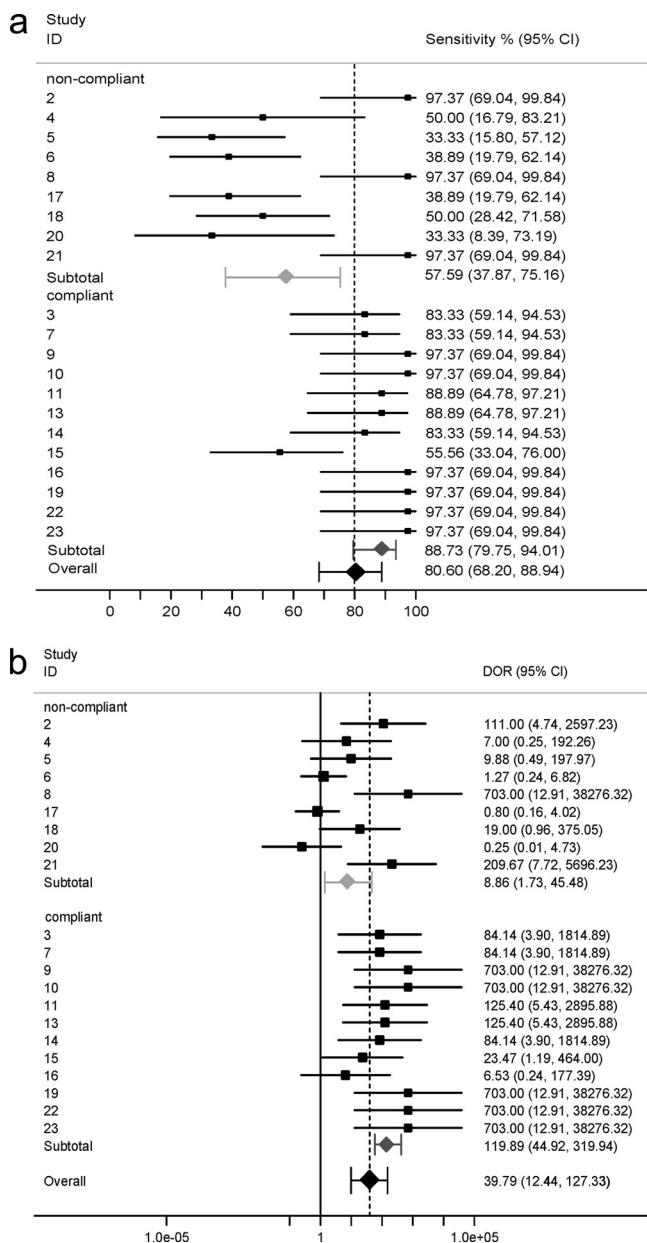 a
Study
ID Sensitivity % (95% CI)
non-compliant
2 97.37 (69.04, 99.84)
4 50.00 (16.79, 83.21)
5 33.33 (15.80, 57.12)
6 38.89 (19.79, 62.14)
8 97.37 (69.04, 99.84)
17 38.89 (19.79, 62.14)
18 50.00 (28.42, 71.58)
20 33.33 (8.39, 73.19)
21 97.37 (69.04, 99.84)
Subtotal 57.59 (37.87, 75.16)
compliant
3 83.33 (59.14, 94.53)
7 83.33 (59.14, 94.53)
9 97.37 (69.04, 99.84)
10 97.37 (69.04, 99.84)
11 88.89 (64.78, 97.21)
13 88.89 (64.78, 97.21)
14 83.33 (59.14, 94.53)
15 55.56 (33.04, 76.00)
16 97.37 (69.04, 99.84)
19 97.37 (69.04, 99.84)
22 97.37 (69.04, 99.84)
23 97.37 (69.04, 99.84)
Subtotal 88.73 (79.75, 94.01)
Overall 80.60 (68.20, 88.94)
0 20 40 60 80 100
b
Study
ID DOR (95% CI)
non-compliant
2 111.00 (4.74, 2597.23)
4 7.00 (0.25, 192.26)
5 9.88 (0.49, 197.97)
6 1.27 (0.24, 6.82)
8 703.00 (12.91, 38276.32)
17 0.80 (0.16, 4.02)
18 19.00 (0.96, 375.05)
20 0.25 (0.01, 4.73)
21 209.67 (7.72, 5696.23)
Subtotal 8.86 (1.73, 45.48)
compliant
3 84.14 (3.90, 1814.89)
7 84.14 (3.90, 1814.89)
9 703.00 (12.91, 38276.32)
10 703.00 (12.91, 38276.32)
11 125.40 (5.43, 2895.88)
13 125.40 (5.43, 2895.88)
14 84.14 (3.90, 1814.89)
15 23.47 (1.19, 464.00)
16 6.53 (0.24, 177.39)
19 703.00 (12.91, 38276.32)
22 703.00 (12.91, 38276.32)
23 703.00 (12.91, 38276.32)
Subtotal 119.89 (44.92, 319.94)
Overall 39.79 (12.44, 127.33)
1.0e-05 1 1.0e+05